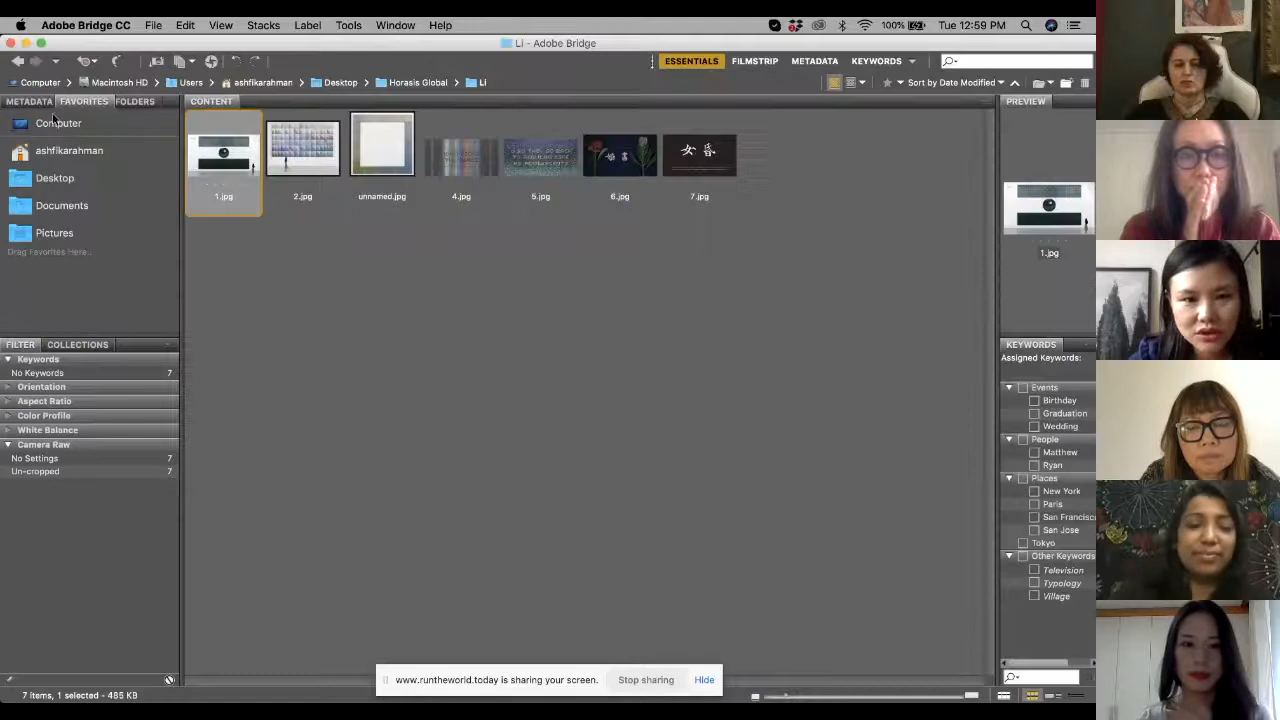 Adobe Bridge CC File Edit View Stacks Label Tools Window Help 100% Tue 12:59 PM
Li - Adobe Bridge
ESSENTIALS FILMSTRIP METADATA KEYWORDS
Computer Macintosh HD Users ashfikarahman Desktop Horasis Global Li Sort by Date Modified
METADATA FAVORITES FOLDERS CONTENT PREVIEW
Computer
ashfikarahman
Desktop
Documents
Pictures
Drag Favorites Here...
女 昏
1.jpg 2.jpg unnamed.jpg 4.jpg 5.jpg 6.jpg 7.jpg
1.jpg
FILTER COLLECTIONS
Keywords
No Keywords 7
Orientation
Aspect Ratio
Color Profile
White Balance
Camera Raw
No Settings 7
Un-cropped 7
KEYWORDS
Assigned Keywords:
Events
Birthday
Graduation
Wedding
People
Matthew
Ryan
Places
New York
Paris
San Francisc
San Jose
Tokyo
Other Keywords
Television
Typology
Village
www.runtheworld.today is sharing your screen. Stop sharing Hide
7 items, 1 selected - 485 KB